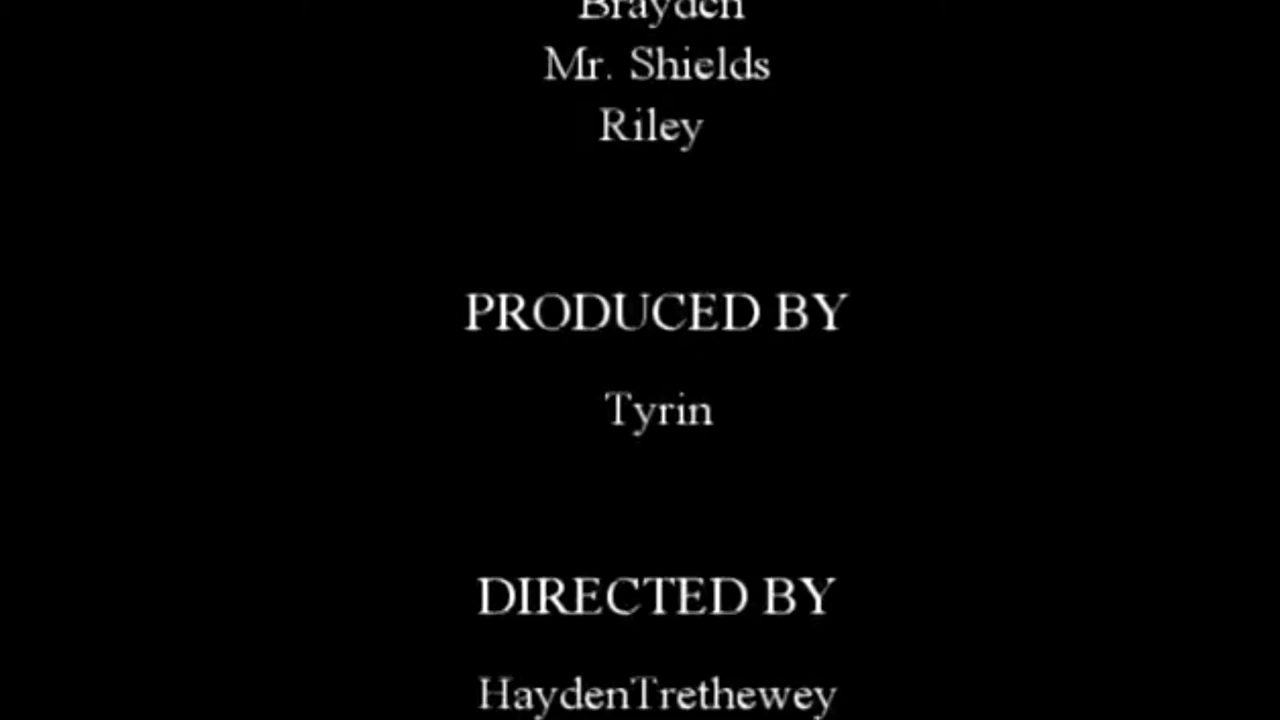 Brayden
Mr. Shields
Riley
PRODUCED BY
Tyrin
DIRECTED BY
HaydenTrethewey